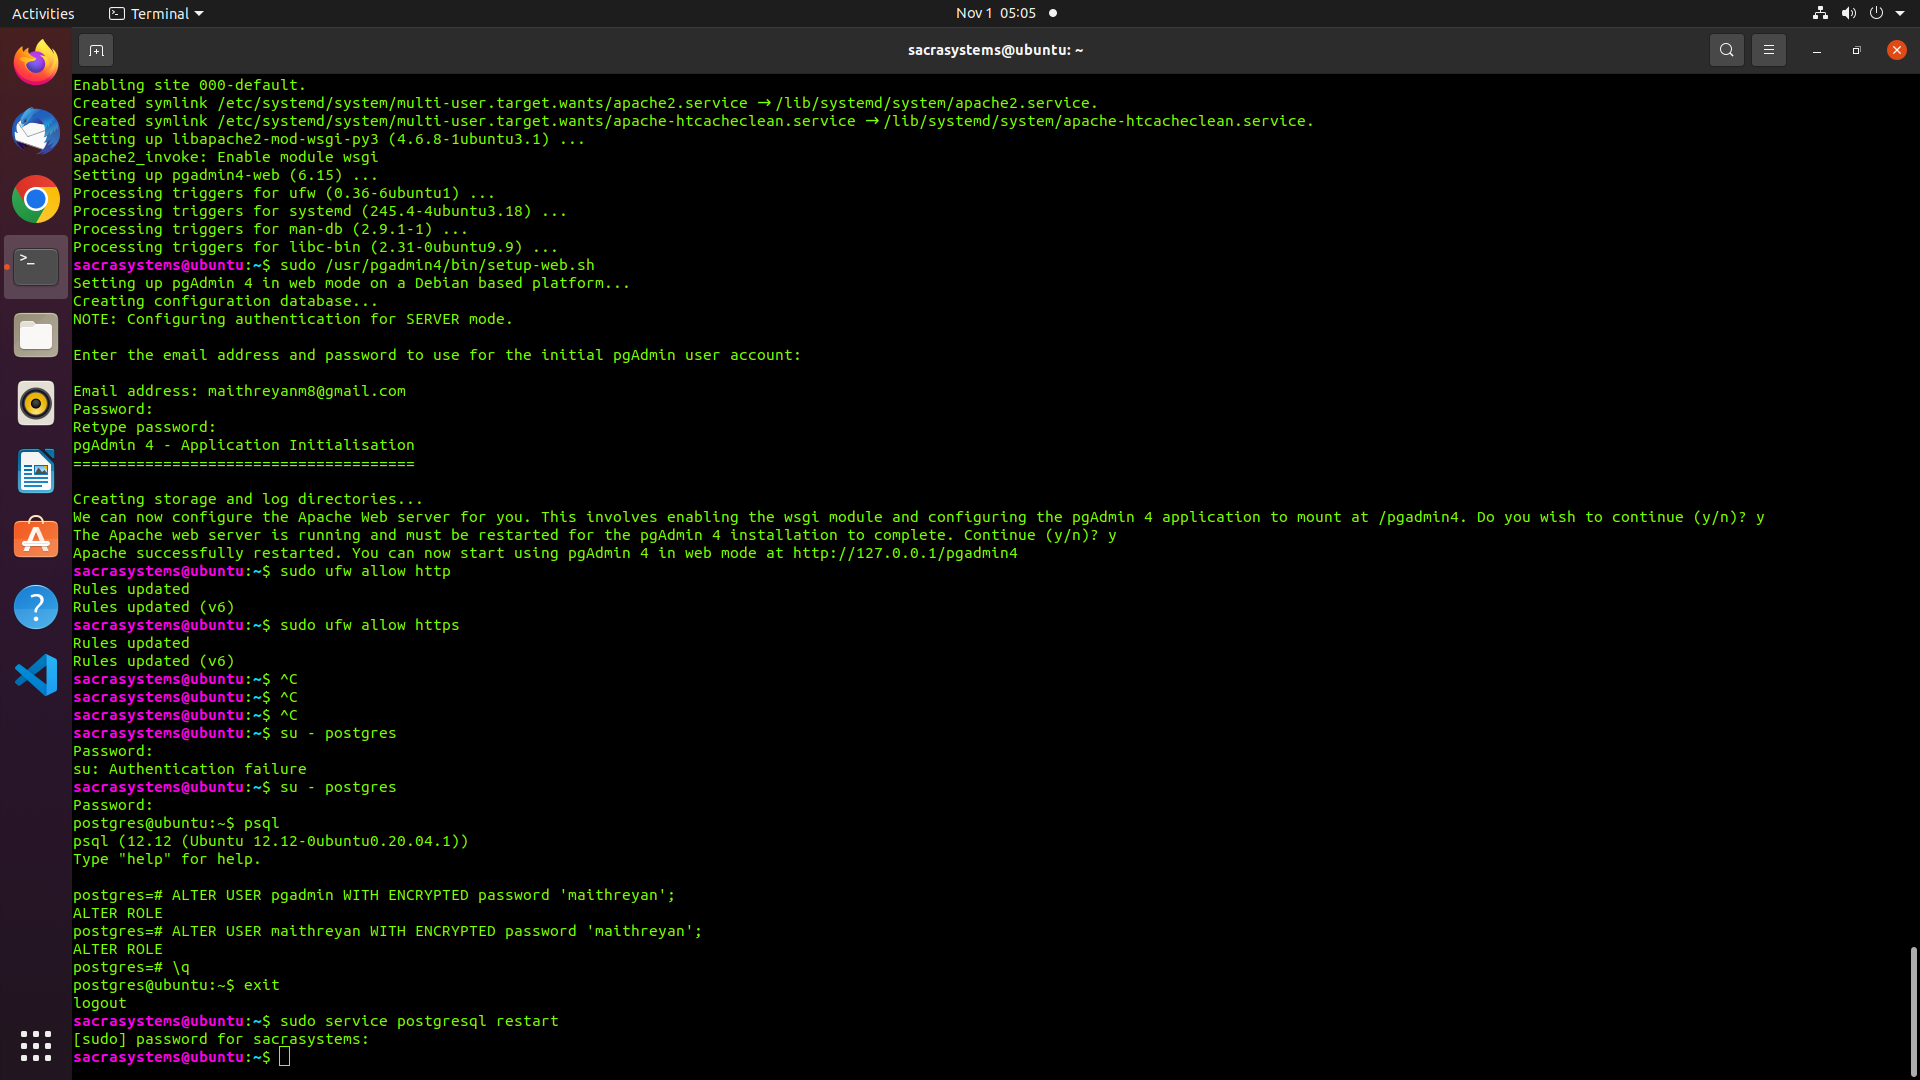 Activities Terminal Nov 1 05:05
sacrasystems@ubuntu: ~
Enabling site 000-default.
Created symlink /etc/systemd/system/multi-user.target.wants/apache2.service → /lib/systemd/system/apache2.service.
Created symlink /etc/systemd/system/multi-user.target.wants/apache-htcacheclean.service → /lib/systemd/system/apache-htcacheclean.service.
Setting up libapache2-mod-wsgi-py3 (4.6.8-1ubuntu3.1) ...
apache2_invoke: Enable module wsgi
Setting up pgadmin4-web (6.15) ...
Processing triggers for ufw (0.36-6ubuntu1) ...
Processing triggers for systemd (245.4-4ubuntu3.18) ...
Processing triggers for man-db (2.9.1-1) ...
Processing triggers for libc-bin (2.31-0ubuntu9.9) ...
sacrasystems@ubuntu:~$ sudo /usr/pgadmin4/bin/setup-web.sh
Setting up pgAdmin 4 in web mode on a Debian based platform...
Creating configuration database...
NOTE: Configuring authentication for SERVER mode.
Enter the email address and password to use for the initial pgAdmin user account:
Email address: maithreyanm8@gmail.com
Password:
Retype password:
pgAdmin 4 - Application Initialisation
======================================
Creating storage and log directories...
We can now configure the Apache Web server for you. This involves enabling the wsgi module and configuring the pgAdmin 4 application to mount at /pgadmin4. Do you wish to continue (y/n)? y
The Apache web server is running and must be restarted for the pgAdmin 4 installation to complete. Continue (y/n)? y
Apache successfully restarted. You can now start using pgAdmin 4 in web mode at http://127.0.0.1/pgadmin4
sacrasystems@ubuntu:~$ sudo ufw allow http
Rules updated
Rules updated (v6)
sacrasystems@ubuntu:~$ sudo ufw allow https
Rules updated
Rules updated (v6)
sacrasystems@ubuntu:~$ ^C
sacrasystems@ubuntu:~$ ^C
sacrasystems@ubuntu:~$ ^C
sacrasystems@ubuntu:~$ su - postgres
Password:
su: Authentication failure
sacrasystems@ubuntu:~$ su - postgres
Password:
postgres@ubuntu:~$ psql
psql (12.12 (Ubuntu 12.12-0ubuntu0.20.04.1))
Type "help" for help.
postgres=# ALTER USER pgadmin WITH ENCRYPTED password 'maithreyan';
ALTER ROLE
postgres=# ALTER USER maithreyan WITH ENCRYPTED password 'maithreyan';
ALTER ROLE
postgres=# \q
postgres@ubuntu:~$ exit
logout
sacrasystems@ubuntu:~$ sudo service postgresql restart
[sudo] password for sacrasystems:
sacrasystems@ubuntu:~$